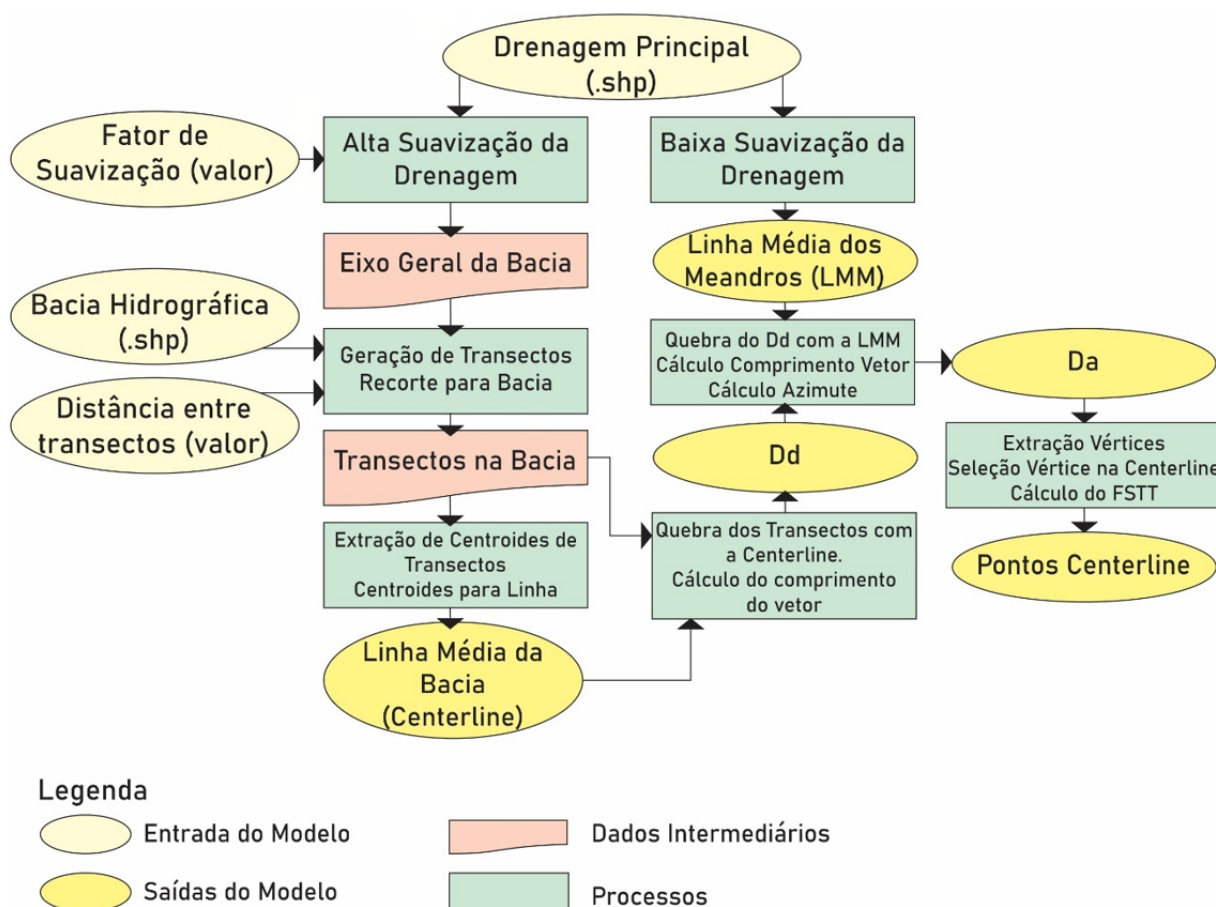 Drenagem Principal
(.shp)
Fator de
Suavização (valor)
Alta Suavização da
Drenagem
Baixa Suavização da
Drenagem
Eixo Geral da Bacia
Linha Média dos
Meandros (LMM)
Bacia Hidrográfica
(.shp)
Geração de Transectos
Recorte para Bacia
Quebra do Dd com a LMM
Cálculo Comprimento Vetor
Cálculo Azimute
Da
Distância entre
transectos (valor)
Transectos na Bacia
Dd
Extração Vértices
Seleção Vértice na Centerline
Cálculo do FSTT
Extração de Centroides de
Transectos
Centroides para Linha
Quebra dos Transectos com
a Centerline.
Cálculo do comprimento
do vetor
Pontos Centerline
Linha Média da
Bacia
(Centerline)
Legenda
Entrada do Modelo
Dados Intermediários
Saídas do Modelo
Processos